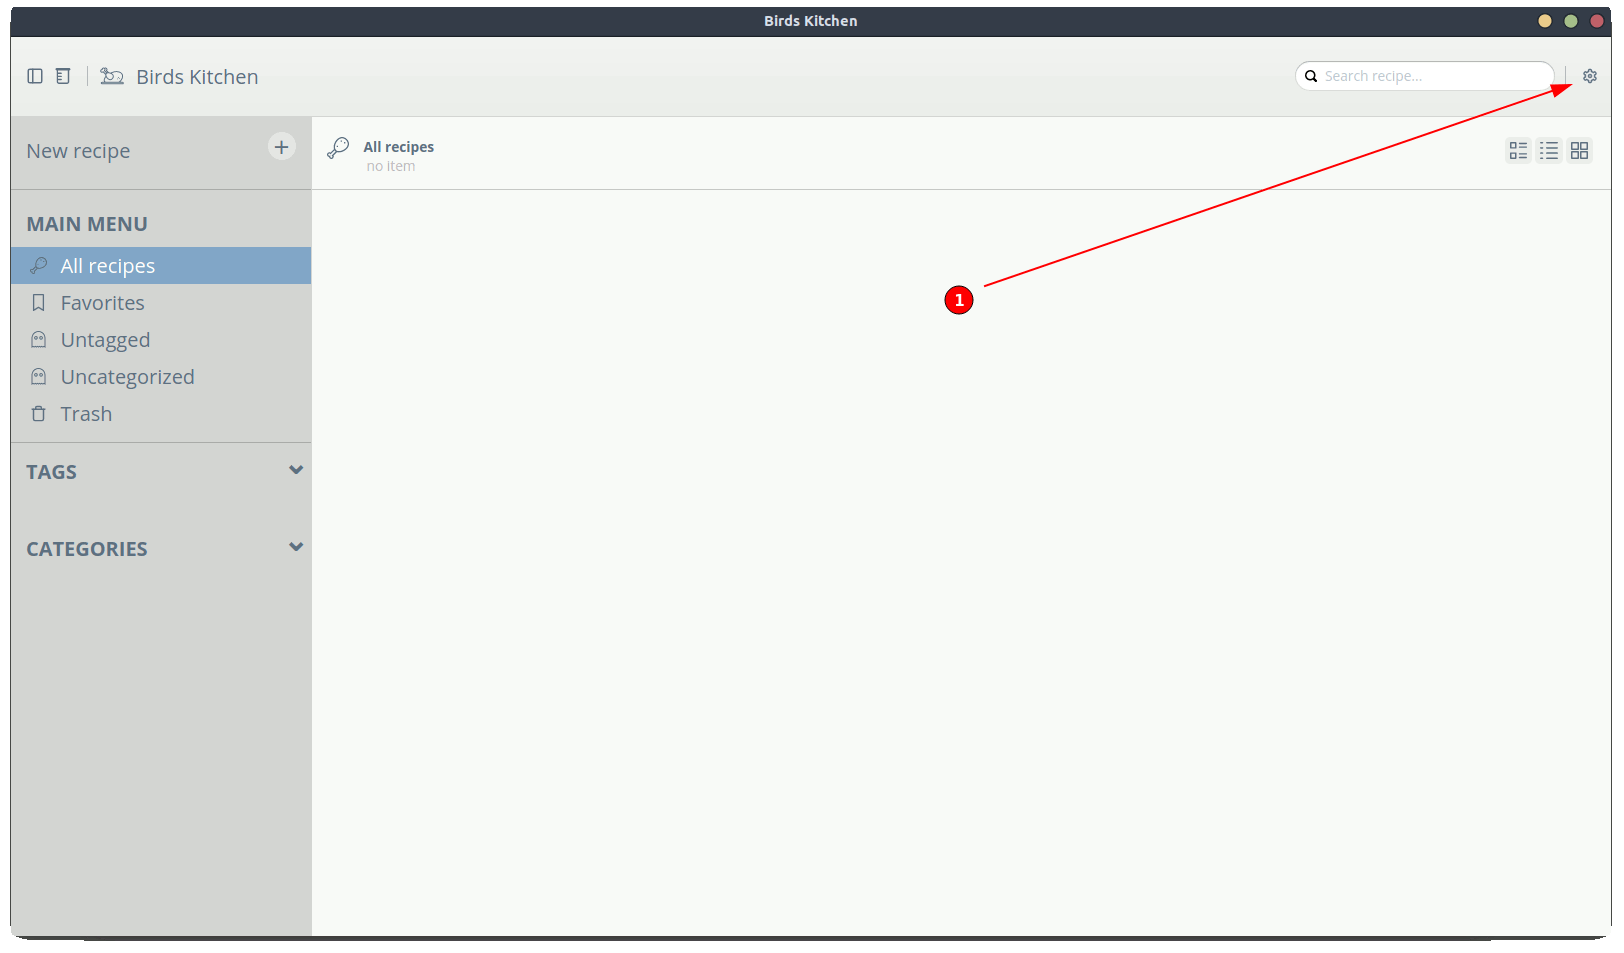 Birds Kitchen
Birds Kitchen
Search recipe...
New recipe
All recipes
no item
MAIN MENU
All recipes
Favorites
1
Untagged
Uncategorized
Trash
TAGS
CATEGORIES